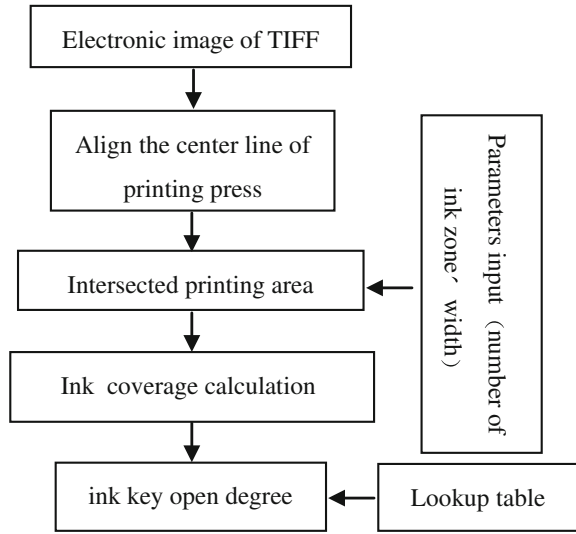 Electronic image of TIFF
Align the center line of
printing press
Intersected printing area
Parameters input（number of
ink zone、width）
Ink coverage calculation
ink key open degree
Lookup table